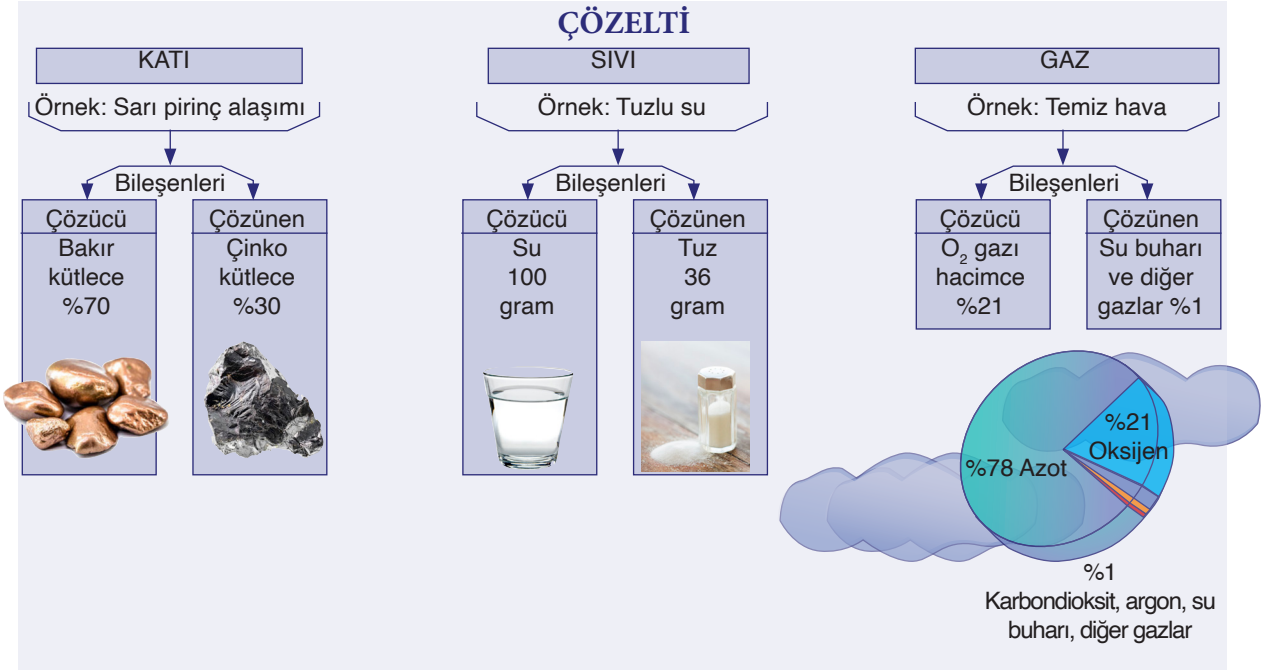 ÇÖZELTİ
KATI
Örnek: Sarı pirinç alaşımı
Bileşenleri
Çözücü
Bakır
kütlece
%70
Çözünen
Çinko
kütlece
%30
SIVI
Örnek: Tuzlu su
Bileşenleri
Çözücü
Su
100
gram
Çözünen
Tuz
36
gram
GAZ
Örnek: Temiz hava
Bileşenleri
Çözücü
O₂ gazı
hacimce
%21
Çözünen
Su buharı
ve diğer
gazlar %1
%21
Oksijen
%78 Azot
%1
Karbondioksit, argon, su
buharı, diğer gazlar